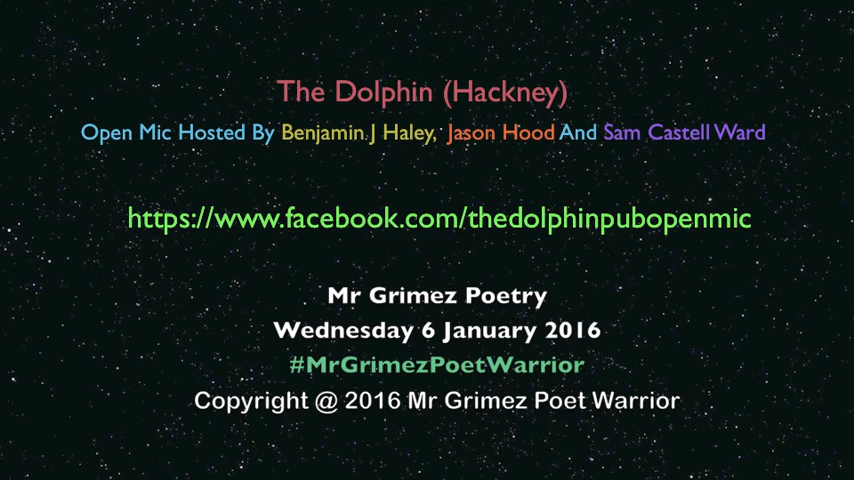 The Dolphin (Hackney)
Open Mic Hosted By Benjamin J Haley, Jason Hood And Sam Castell Ward
https://www.facebook.com/thedolphinpubopenmic
Mr Grimez Poetry
Wednesday 6 January 2016
#MrGrimezPoetWarrior
Copyright @ 2016 Mr Grimez Poet Warrior